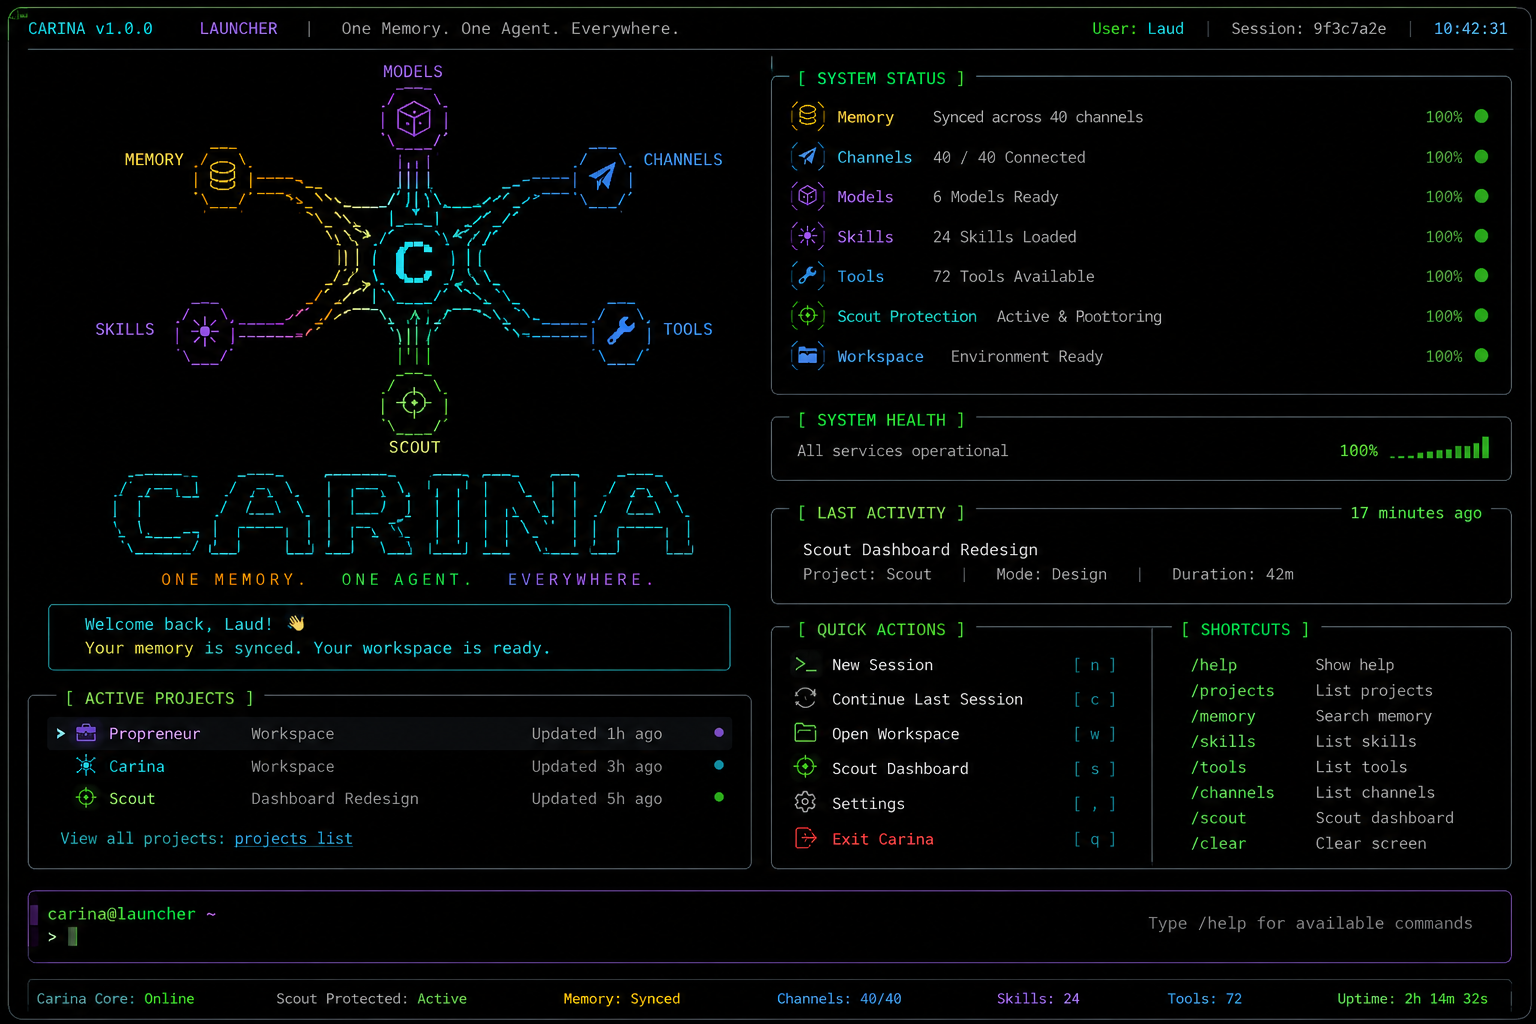 CARINA v1.0.0 LAUNCHER | One Memory. One Agent. Everywhere. User: Laud | Session: 9f3c7a2e | 10:42:31
MODELS
MEMORY
CHANNELS
C
SKILLS
TOOLS
SCOUT
CARINA
ONE MEMORY. ONE AGENT. EVERYWHERE.
Welcome back, Laud! 👋
Your memory is synced. Your workspace is ready.
[ ACTIVE PROJECTS ]
> Propreneur Workspace Updated 1h ago
Carina Workspace Updated 3h ago
Scout Dashboard Redesign Updated 5h ago
View all projects: projects list
[ SYSTEM STATUS ]
Memory Synced across 40 channels 100%
Channels 40 / 40 Connected 100%
Models 6 Models Ready 100%
Skills 24 Skills Loaded 100%
Tools 72 Tools Available 100%
Scout Protection Active & Poottoring 100%
Workspace Environment Ready 100%
[ SYSTEM HEALTH ]
All services operational 100%
[ LAST ACTIVITY ] 17 minutes ago
Scout Dashboard Redesign
Project: Scout | Mode: Design | Duration: 42m
[ QUICK ACTIONS ]
New Session [ n ]
Continue Last Session [ c ]
Open Workspace [ w ]
Scout Dashboard [ s ]
Settings [ , ]
Exit Carina [ q ]
[ SHORTCUTS ]
/help Show help
/projects List projects
/memory Search memory
/skills List skills
/tools List tools
/channels List channels
/scout Scout dashboard
/clear Clear screen
carina@launcher ~
>
Type /help for available commands
Carina Core: Online Scout Protected: Active Memory: Synced Channels: 40/40 Skills: 24 Tools: 72 Uptime: 2h 14m 32s